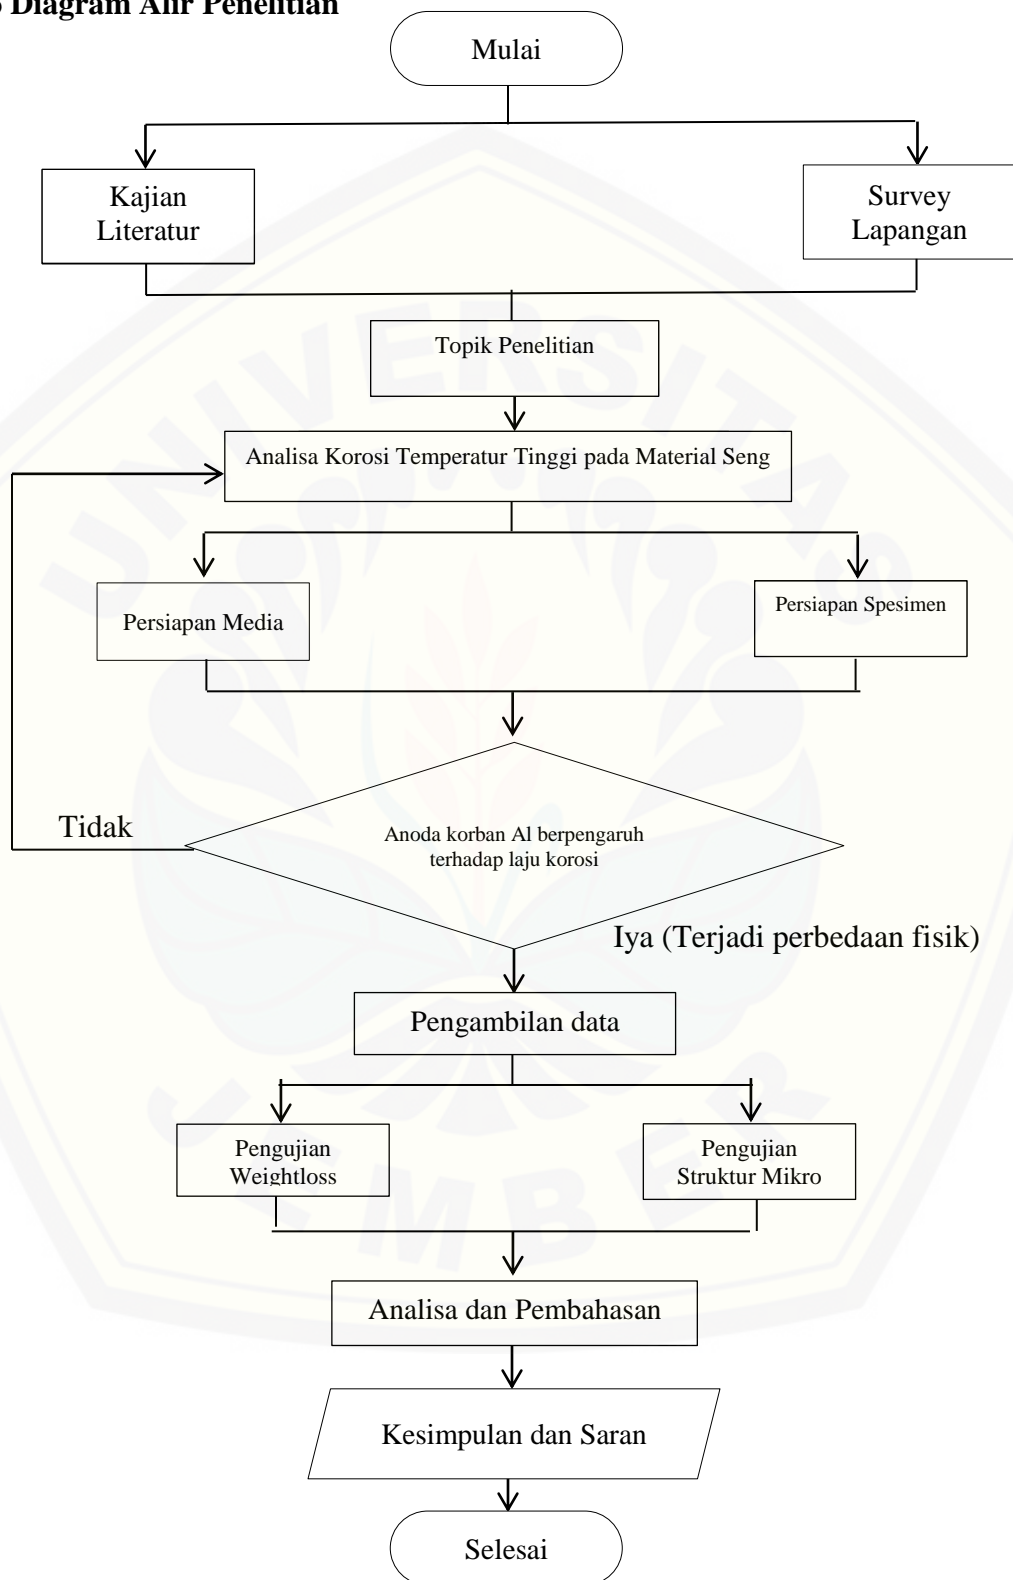 Diagram Alir Penelitian
Mulai
Kajian
Literatur
Survey
Lapangan
Topik Penelitian
Analisa Korosi Temperatur Tinggi pada Material Seng
Persiapan Media
Persiapan Spesimen
Tidak
Anoda korban Al berpengaruh
terhadap laju korosi
Iya (Terjadi perbedaan fisik)
Pengambilan data
Pengujian
Weightloss
Pengujian
Struktur Mikro
Analisa dan Pembahasan
Kesimpulan dan Saran
Selesai
UNIVERSITAS
JEMBER